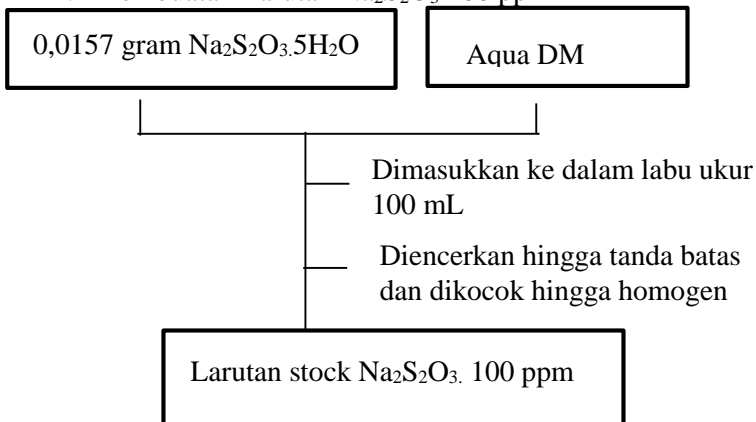 0,0157 gram Na₂S₂O₃.5H₂O
Aqua DM
Dimasukkan ke dalam labu ukur
100 mL
Diencerkan hingga tanda batas
dan dikocok hingga homogen
Larutan stock Na₂S₂O₃. 100 ppm